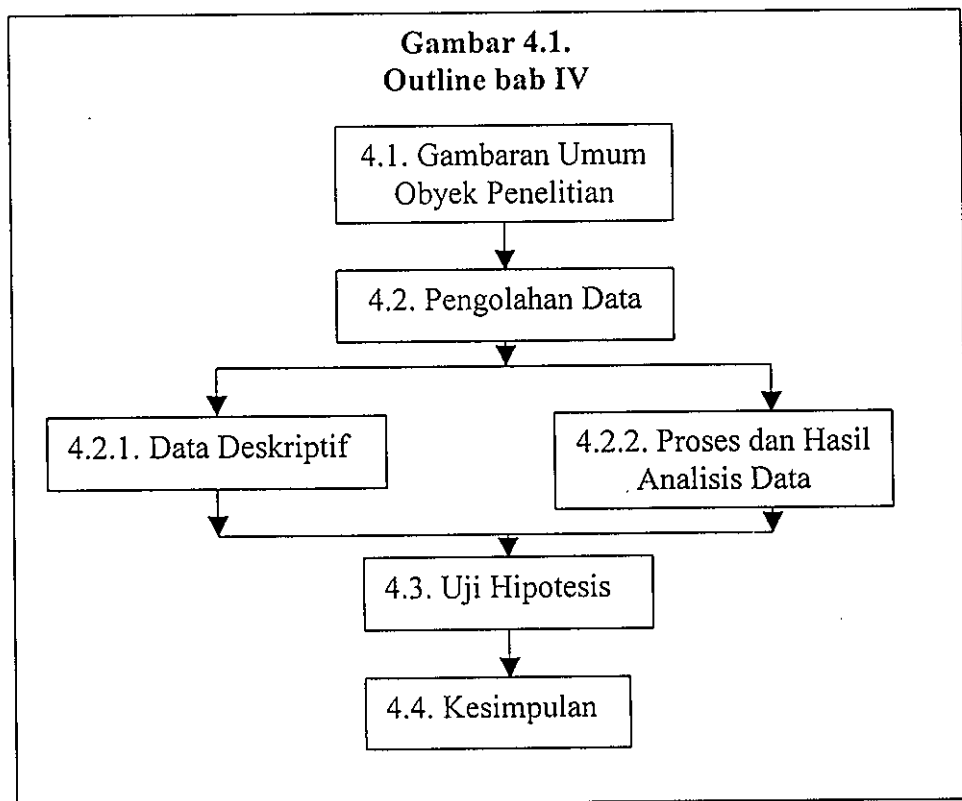 Gambar 4.1.
Outline bab IV
4.1. Gambaran Umum
Obyek Penelitian
4.2. Pengolahan Data
4.2.1. Data Deskriptif
4.2.2. Proses dan Hasil
Analisis Data
4.3. Uji Hipotesis
4.4. Kesimpulan